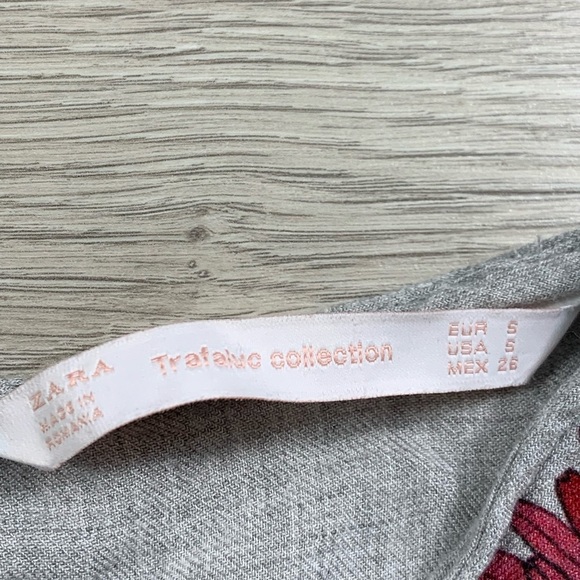 ZARA
MADE IN
ROMANIA
Trafaluc collection
EUR S
USA S
MEX 26